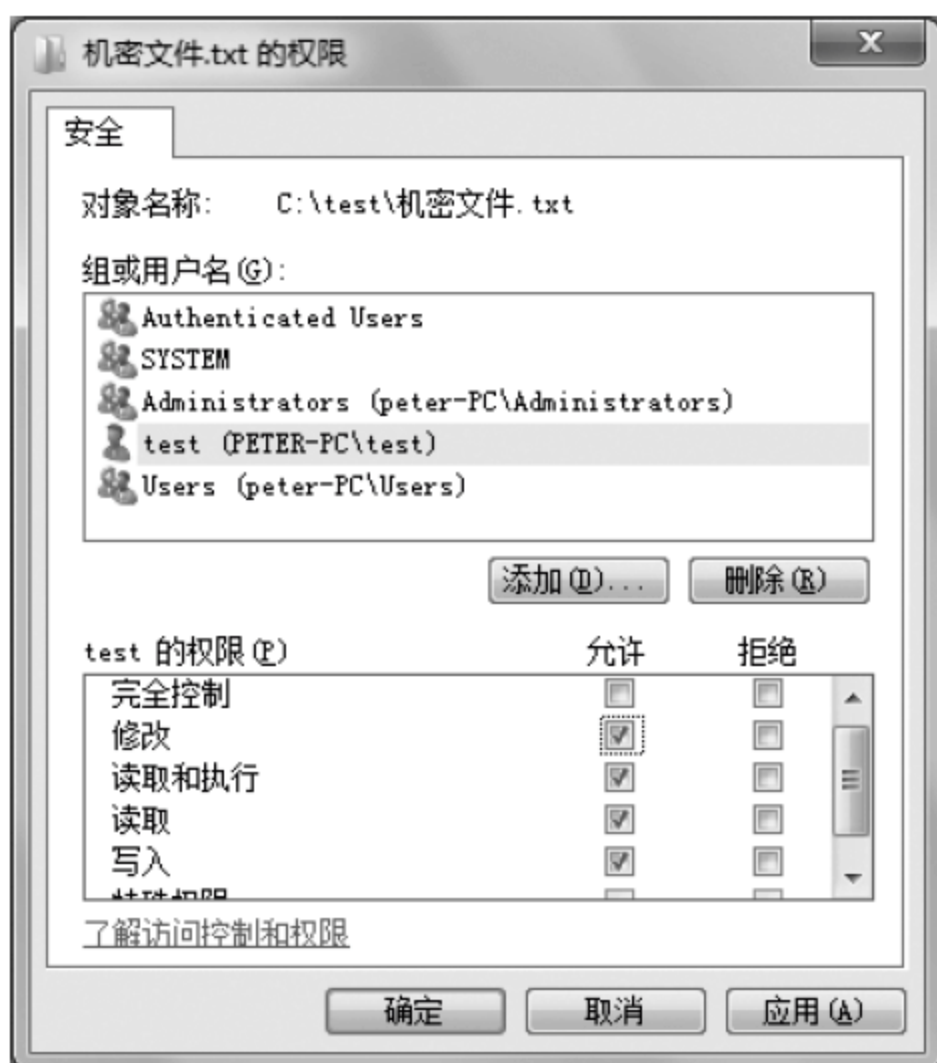 机密文件.txt 的权限
安全
对象名称: C:\test\机密文件.txt
组或用户名(G):
Authenticated Users
SYSTEM
Administrators (peter-PC\Administrators)
test (PETER-PC\test)
Users (peter-PC\Users)
添加(D)... 删除(R)
test 的权限(P) 允许 拒绝
完全控制
修改
读取和执行
读取
写入
特殊权限
了解访问控制和权限
确定 取消 应用(A)